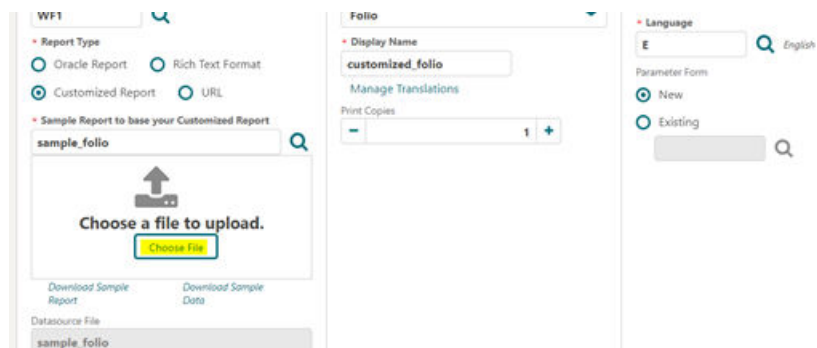 WF1
* Report Type
Oracle Report
Rich Text Format
Customized Report
URL
* Sample Report to base your Customized Report
sample_folio
Choose a file to upload.
Choose File
Download Sample Report
Download Sample Data
Datasource File
sample_folio
Folio
* Display Name
customized_folio
Manage Translations
Print Copies
− 1 +
* Language
E English
Parameter Form
New
Existing